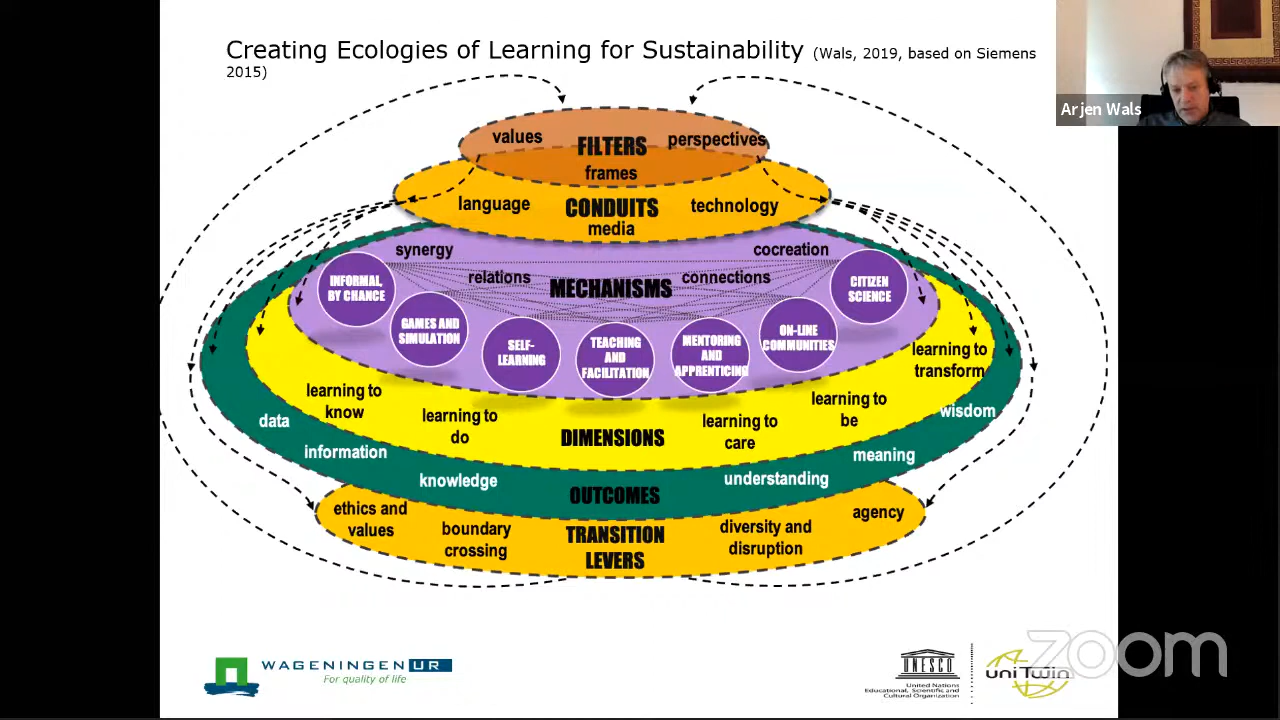 Creating Ecologies of Learning for Sustainability (Wals, 2019, based on Siemens
2015)
Arjen Wals
values
FILTERS
perspectives
frames
language
CONDUITS
technology
media
synergy
cocreation
relations
MECHANISMS
connections
INFORMAL,
BY CHANCE
GAMES AND
SIMULATION
SELF-
LEARNING
TEACHING
AND
FACILITATION
MENTORING
AND
APPRENTICING
ON-LINE
COMMUNITIES
CITIZEN
SCIENCE
learning to
know
learning to
do
DIMENSIONS
learning to
care
learning to
be
learning to
transform
data
information
knowledge
OUTCOMES
understanding
meaning
wisdom
ethics and
values
boundary
crossing
TRANSITION
LEVERS
diversity and
disruption
agency
WAGENINGEN UR
For quality of life
UNESCO
United Nations
Educational, Scientific and
Cultural Organization
uniTwin
zoom